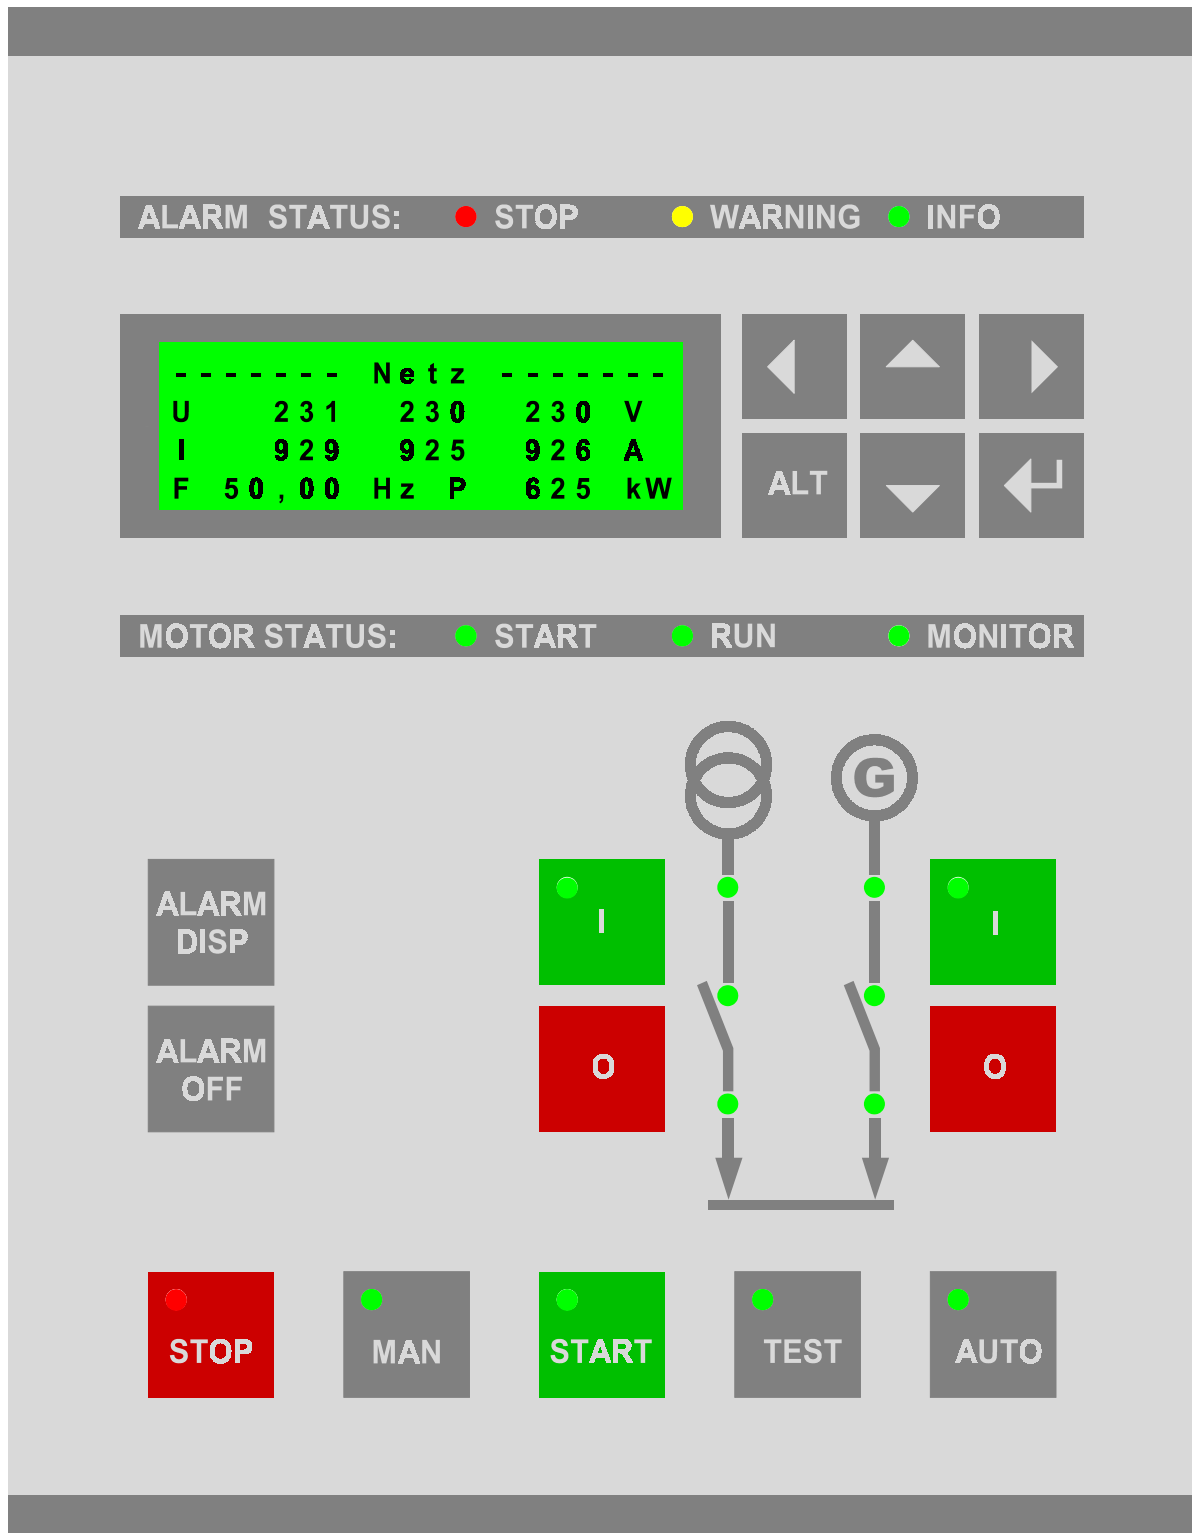 ALARM STATUS: STOP WARNING INFO
------- Netz -------
U 231 230 230 V
I 929 925 926 A
F 50,00 Hz P 625 kW
ALT
MOTOR STATUS: START RUN MONITOR
G
ALARM
DISP
I
I
ALARM
OFF
O
O
STOP
MAN
START
TEST
AUTO